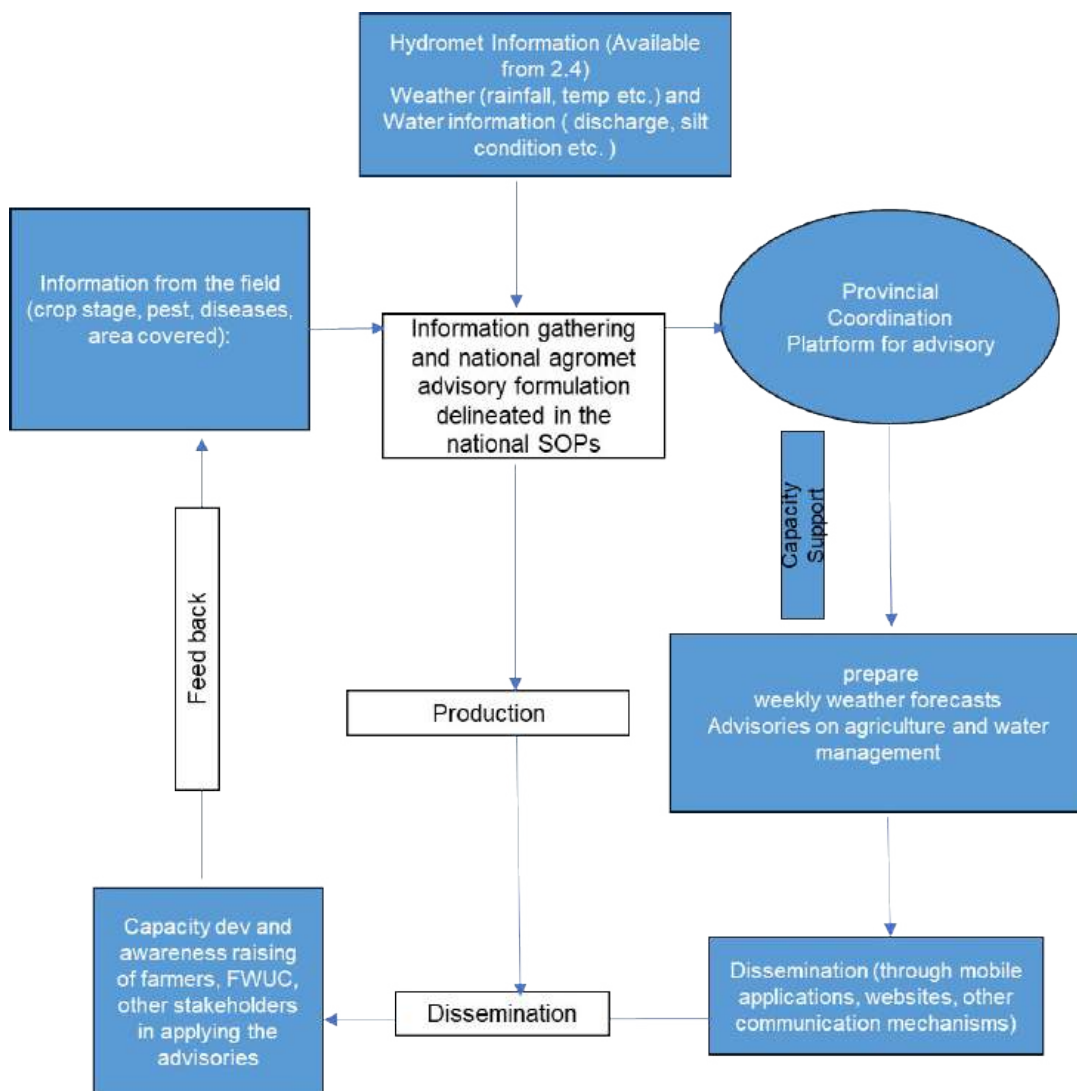 Hydromet Information (Available
from 2.4)
Weather (rainfall, temp etc.) and
Water information ( discharge, silt
condition etc. )
Information from the field
(crop stage, pest, diseases,
area covered):
Information gathering
and national agromet
advisory formulation
delineated in the
national SOPs
Provincial
Coordination
Platrform for advisory
Capacity
Support
Feed back
Production
prepare
weekly weather forecasts
Advisories on agriculture and water
management
Capacity dev and
awareness raising
of farmers, FWUC,
other stakeholders
in applying the
advisories
Dissemination
Dissemination (through mobile
applications, websites, other
communication mechanisms)